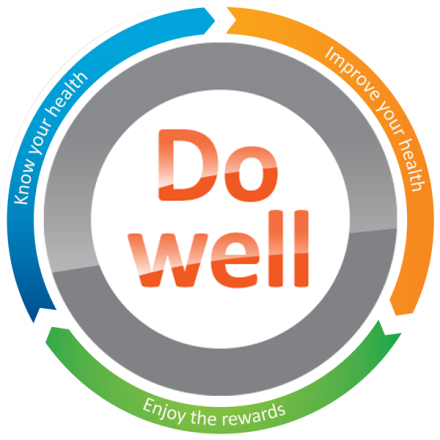 Know your health
Improve your health
Do
well
Enjoy the rewards